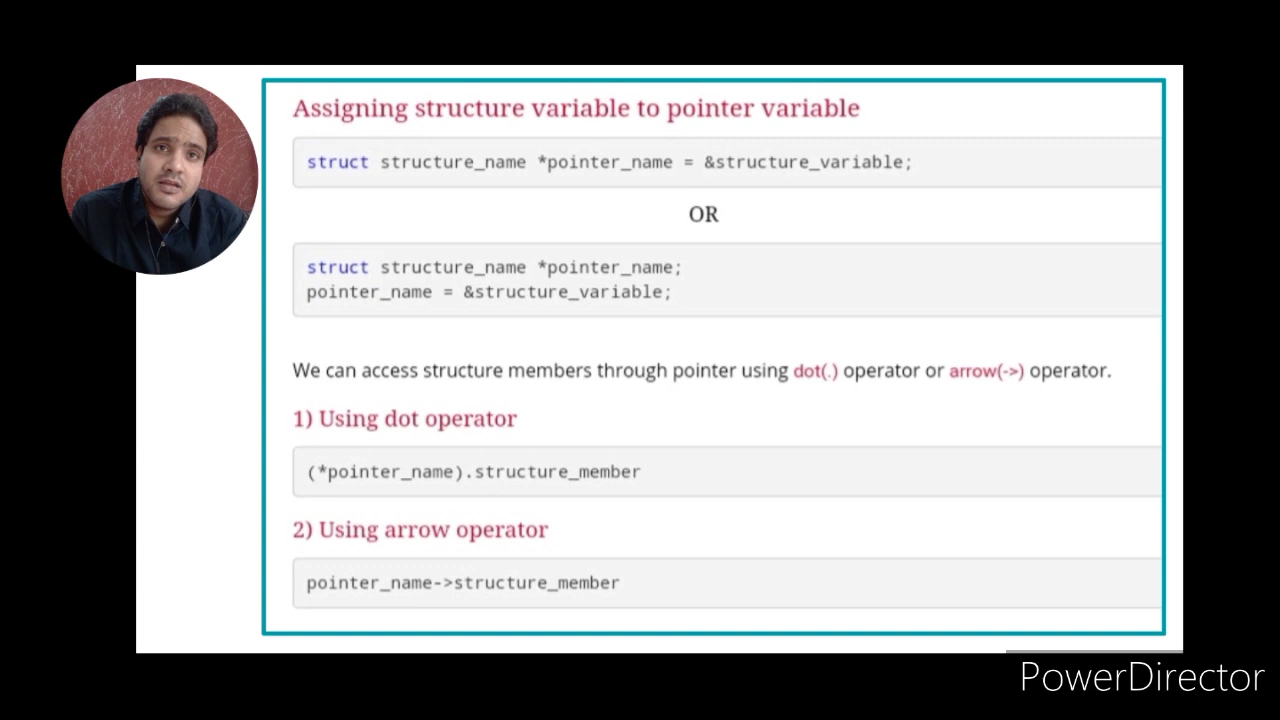 Assigning structure variable to pointer variable
struct structure_name *pointer_name = &structure_variable;
OR
struct structure_name *pointer_name;
pointer_name = &structure_variable;
We can access structure members through pointer using dot(.) operator or arrow(->) operator.
1) Using dot operator
(*pointer_name).structure_member
2) Using arrow operator
pointer_name->structure_member
PowerDirector